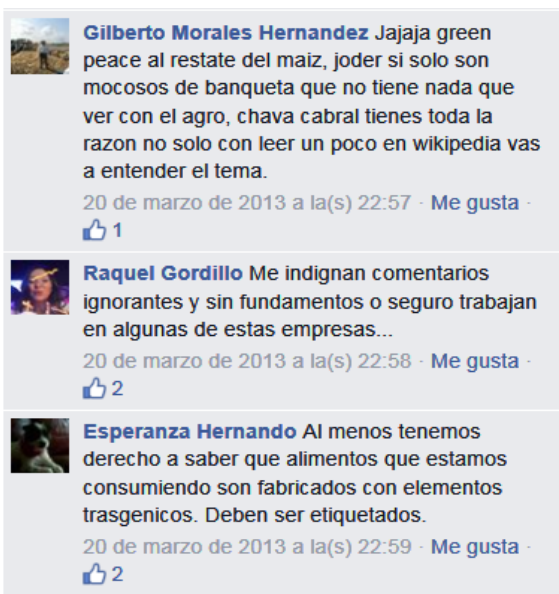 Gilberto Morales Hernandez Jajaja green
peace al restate del maiz, joder si solo son
mocosos de banqueta que no tiene nada que
ver con el agro, chava cabral tienes toda la
razon no solo con leer un poco en wikipedia vas
a entender el tema.
20 de marzo de 2013 a la(s) 22:57 · Me gusta ·
1
Raquel Gordillo Me indignan comentarios
ignorantes y sin fundamentos o seguro trabajan
en algunas de estas empresas...
20 de marzo de 2013 a la(s) 22:58 · Me gusta ·
2
Esperanza Hernando Al menos tenemos
derecho a saber que alimentos que estamos
consumiendo son fabricados con elementos
trasgenicos. Deben ser etiquetados.
20 de marzo de 2013 a la(s) 22:59 · Me gusta ·
2